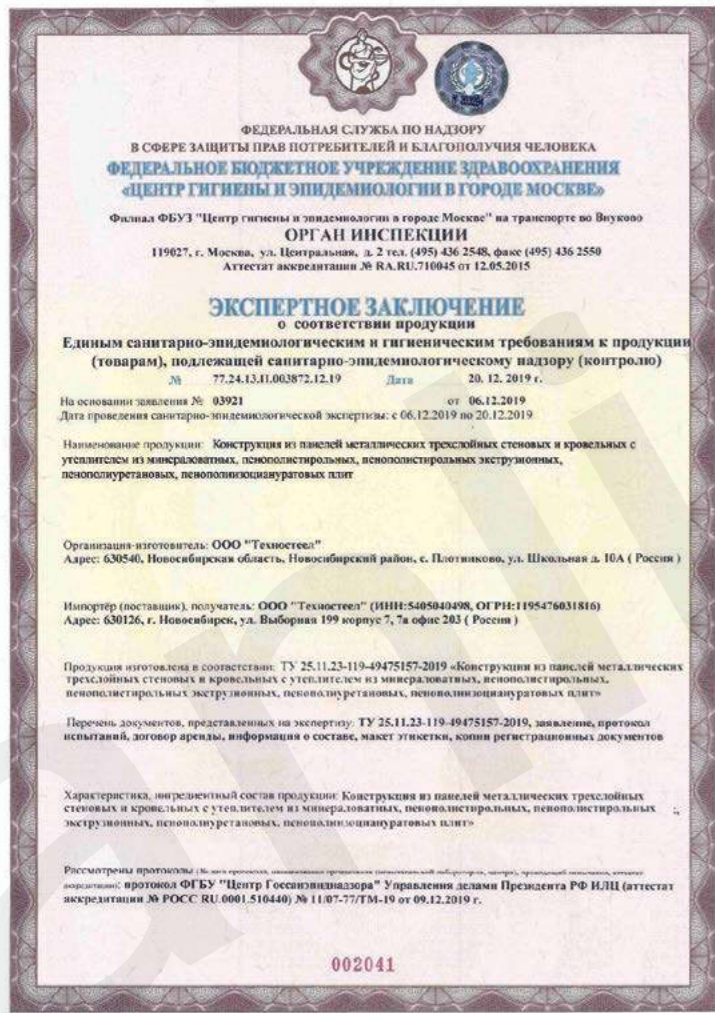 ФЕДЕРАЛЬНАЯ СЛУЖБА ПО НАДЗОРУ
В СФЕРЕ ЗАЩИТЫ ПРАВ ПОТРЕБИТЕЛЕЙ И БЛАГОПОЛУЧИЯ ЧЕЛОВЕКА
ФЕДЕРАЛЬНОЕ БЮДЖЕТНОЕ УЧРЕЖДЕНИЕ ЗДРАВООХРАНЕНИЯ
«ЦЕНТР ГИГИЕНЫ И ЭПИДЕМИОЛОГИИ В ГОРОДЕ МОСКВЕ»
Филиал ФБУЗ "Центр гигиены и эпидемиологии в городе Москве" на транспорте во Внуково
ОРГАН ИНСПЕКЦИИ
119027, г. Москва, ул. Центральная, д. 2 тел. (495) 436 2548, факс (495) 436 2550
Аттестат аккредитации № RA.RU.710045 от 12.05.2015
ЭКСПЕРТНОЕ ЗАКЛЮЧЕНИЕ
о соответствии продукции
Единым санитарно-эпидемиологическим и гигиеническим требованиям к продукции
(товарам), подлежащей санитарно-эпидемиологическому надзору (контролю)
№ 77.24.13.П.003872.12.19 Дата 20. 12. 2019 г.
На основании заявления № 03921 от 06.12.2019
Дата проведения санитарно-эпидемиологической экспертизы: с 06.12.2019 по 20.12.2019
Наименование продукции: Конструкция из панелей металлических трехслойных стеновых и кровельных с
утеплителем из минераловатных, пенополистирольных, пенополистирольных экструзионных,
пенополиуретановых, пенополиизоциануратовых плит
Организация-изготовитель: ООО "Техностеел"
Адрес: 630540, Новосибирская область, Новосибирский район, с. Плотниково, ул. Школьная д. 10А ( Россия )
Импортёр (поставщик), получатель: ООО "Техностеел" (ИНН:5405040498, ОГРН:1195476031816)
Адрес: 630126, г. Новосибирск, ул. Выборная 199 корпус 7, 7а офис 203 ( Россия )
Продукция изготовлена в соответствии: ТУ 25.11.23-119-49475157-2019 «Конструкции из панелей металлических
трехслойных стеновых и кровельных с утеплителем из минераловатных, пенополистирольных,
пенополистирольных экструзионных, пенополиуретановых, пенополиизоциануратовых плит»
Перечень документов, представленных на экспертизу: ТУ 25.11.23-119-49475157-2019, заявление, протокол
испытаний, договор аренды, информация о составе, макет этикетки, копии регистрационных документов
Характеристика, ингредиентный состав продукции: Конструкция из панелей металлических трехслойных
стеновых и кровельных с утеплителем из минераловатных, пенополистирольных, пенополистирольных ;,
экструзионных, пенополиуретановых, пенополиизоциануратовых плит»
Рассмотрены протоколы
протокол ФГБУ "Центр Госсанэпиднадзора" Управления делами Президента РФ ИЛЦ (аттестат
аккредитации № РОСС RU.0001.510440) № 11/07-77/ТМ-19 от 09.12.2019 г.
002041